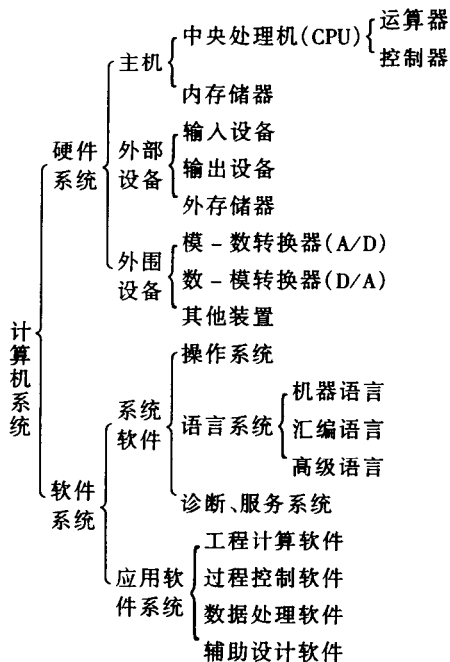 计算机系统
硬件系统
主机
中央处理机(CPU)
运算器
控制器
内存储器
外部设备
输入设备
输出设备
外存储器
外围设备
模-数转换器(A/D)
数-模转换器(D/A)
其他装置
软件系统
系统软件
操作系统
语言系统
机器语言
汇编语言
高级语言
诊断、服务系统
应用软件系统
工程计算软件
过程控制软件
数据处理软件
辅助设计软件